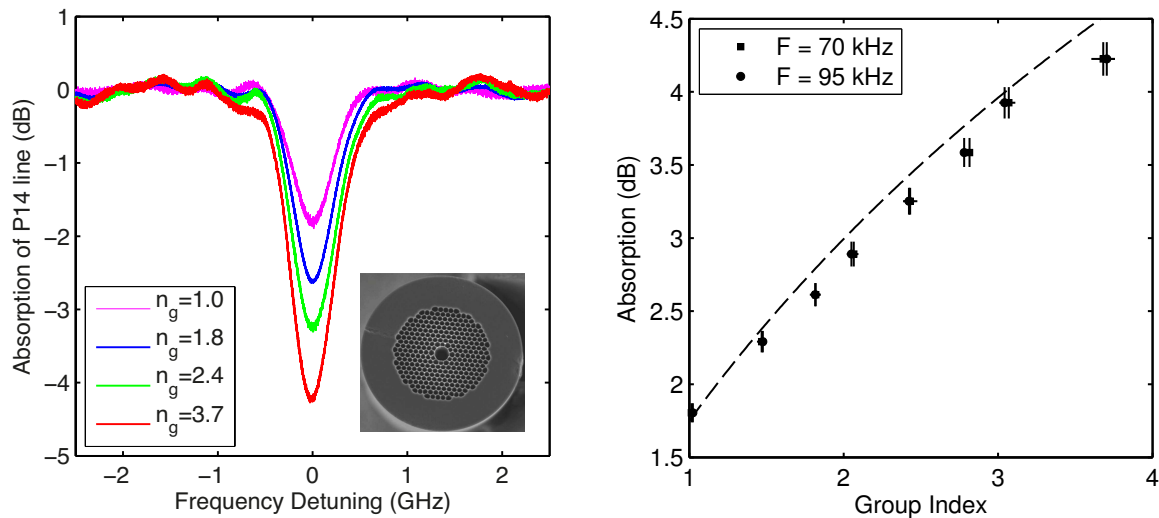 1
0
−1
−2
−3
−4
−5
Absorption of P14 line (dB)
n_g=1.0
n_g=1.8
n_g=2.4
n_g=3.7
−2 −1 0 1 2
Frequency Detuning (GHz)
4.5
4
3.5
3
2.5
2
1.5
Absorption (dB)
F = 70 kHz
F = 95 kHz
1 2 3 4
Group Index